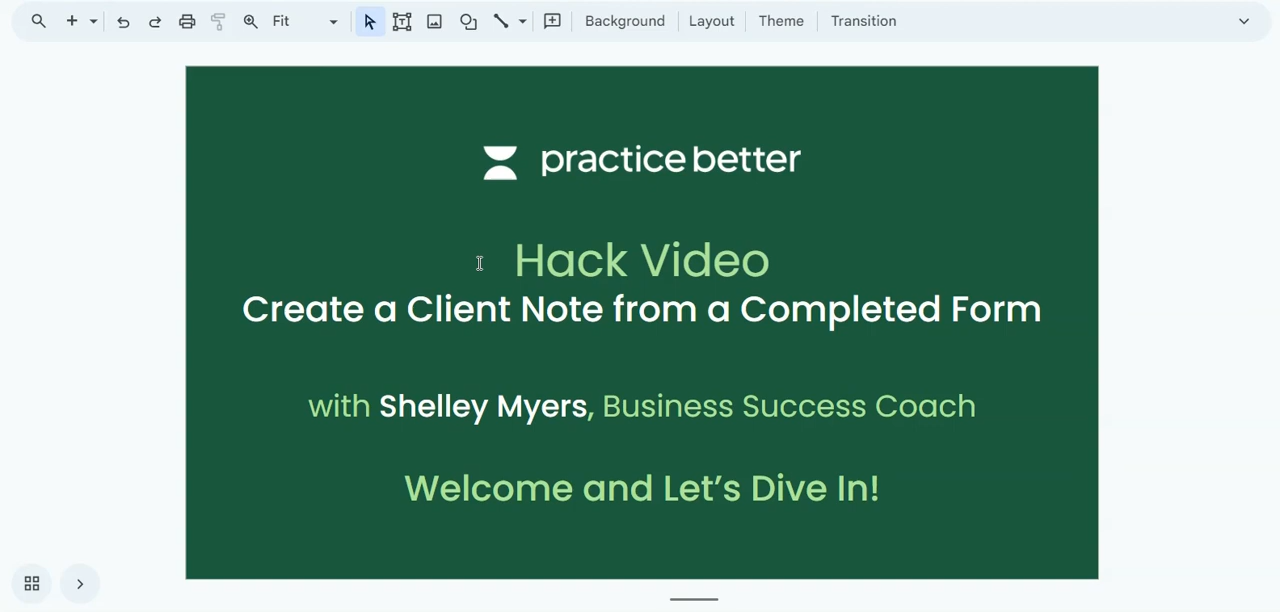 Fit
Background
Layout
Theme
Transition
practice better
Hack Video
Create a Client Note from a Completed Form
with Shelley Myers, Business Success Coach
Welcome and Let’s Dive In!